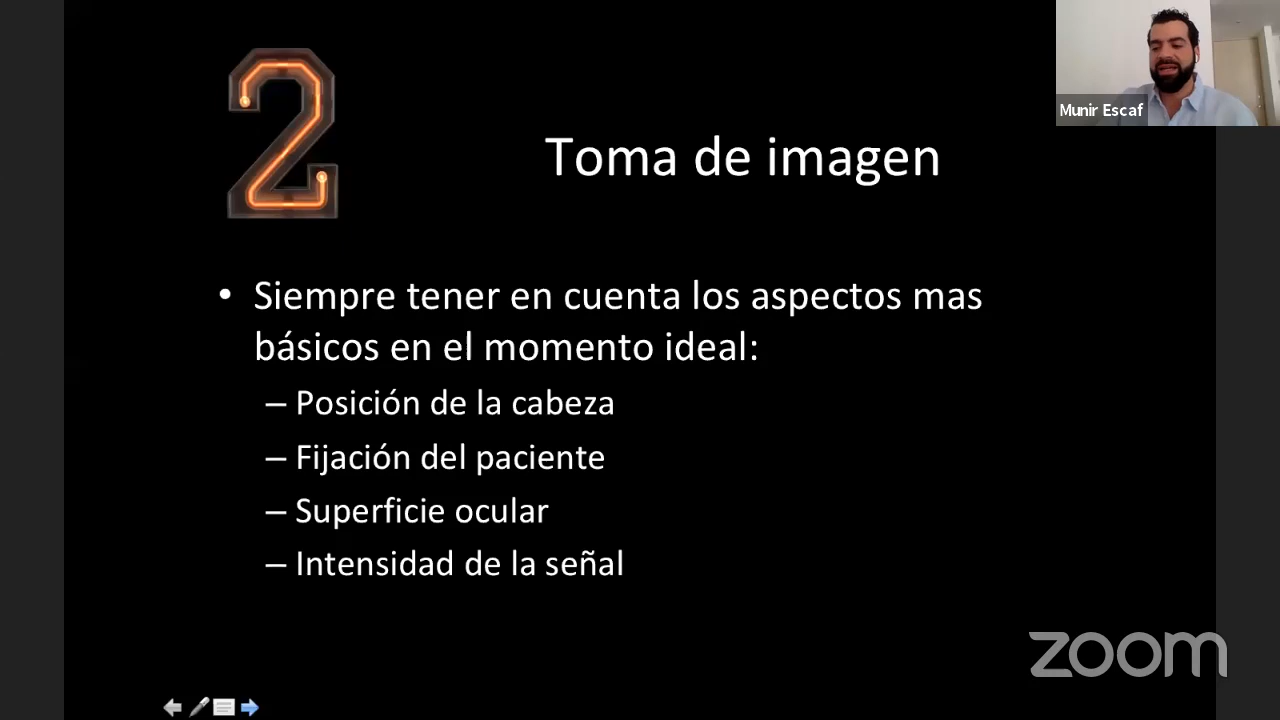 2
Toma de imagen
Munir Escaf
• Siempre tener en cuenta los aspectos mas
básicos en el momento ideal:
– Posición de la cabeza
– Fijación del paciente
– Superficie ocular
– Intensidad de la señal
zoom